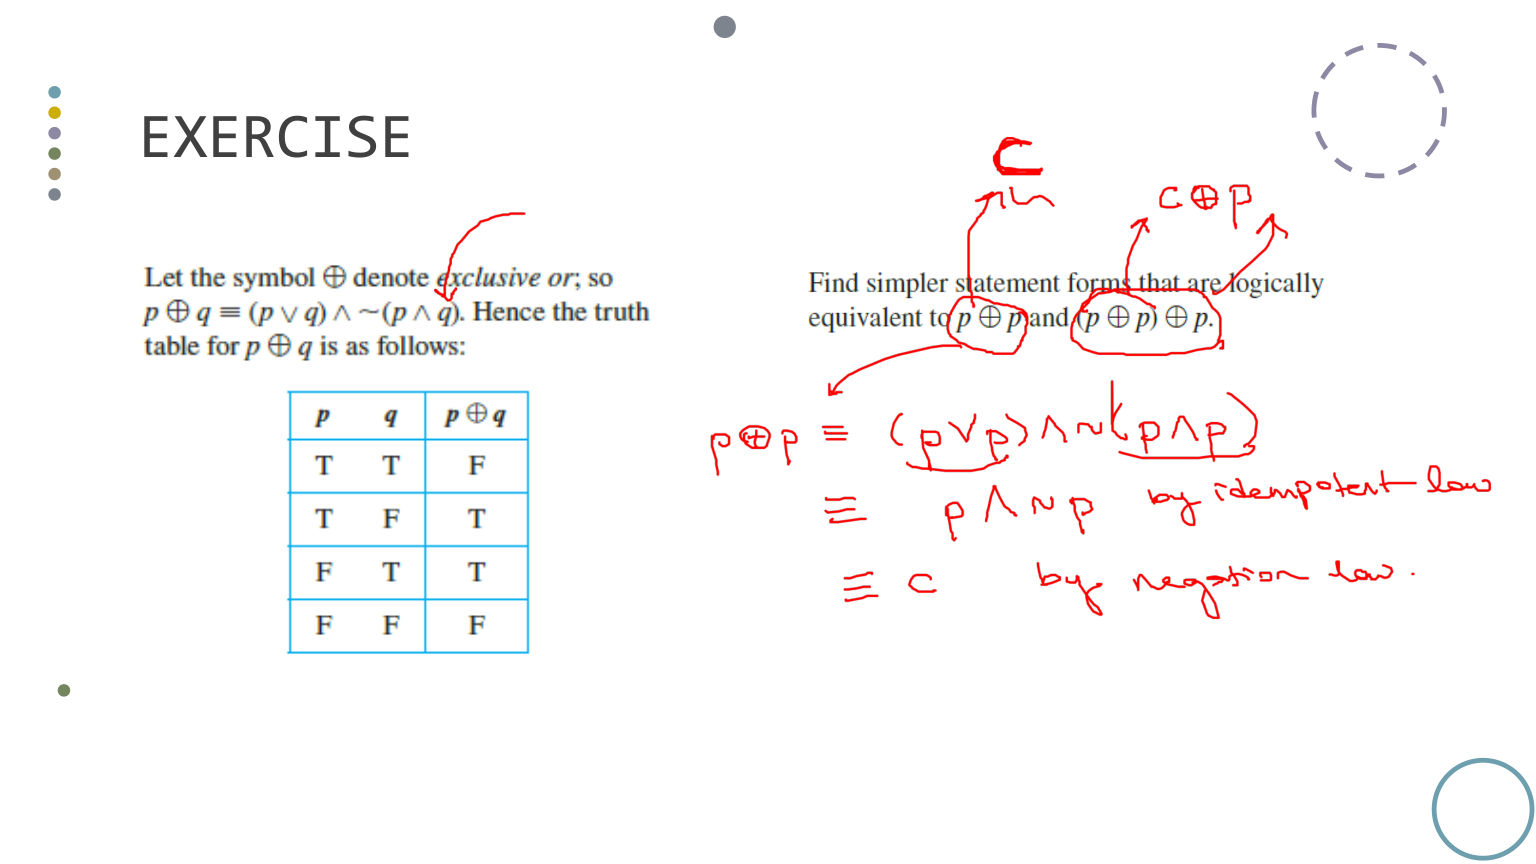 EXERCISE
Let the symbol ⊕ denote exclusive or; so
p ⊕ q ≡ (p ∨ q) ∧ ~(p ∧ q). Hence the truth
table for p ⊕ q is as follows:
p q p ⊕ q
T T F
T F T
F T T
F F F
C
c ⊕ p
Find simpler statement forms that are logically
equivalent to p ⊕ p and (p ⊕ p) ⊕ p.
p ⊕ p ≡ (p ∨ p) ∧ ~(p ∧ p)
≡ p ∧ ~p by idempotent law
≡ c by negation law.